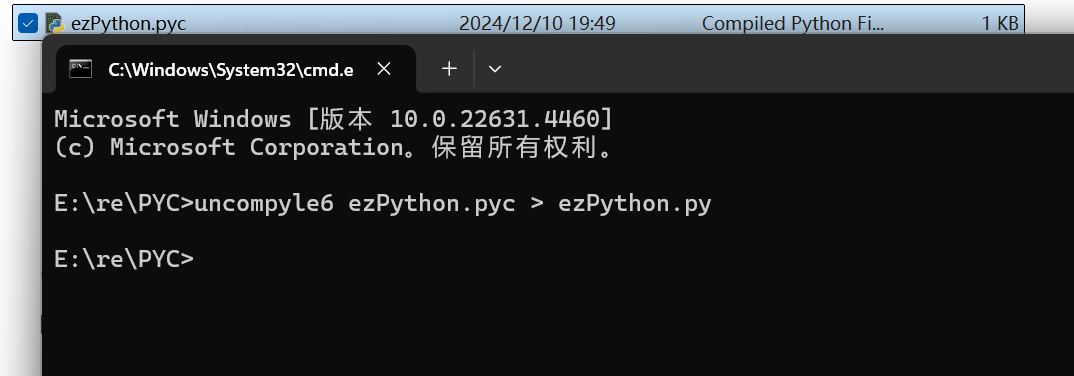 ezPython.pyc 2024/12/10 19:49 Compiled Python Fi... 1 KB
C:\Windows\System32\cmd.e
Microsoft Windows [版本 10.0.22631.4460]
(c) Microsoft Corporation。保留所有权利。
E:\re\PYC>uncompyle6 ezPython.pyc > ezPython.py
E:\re\PYC>